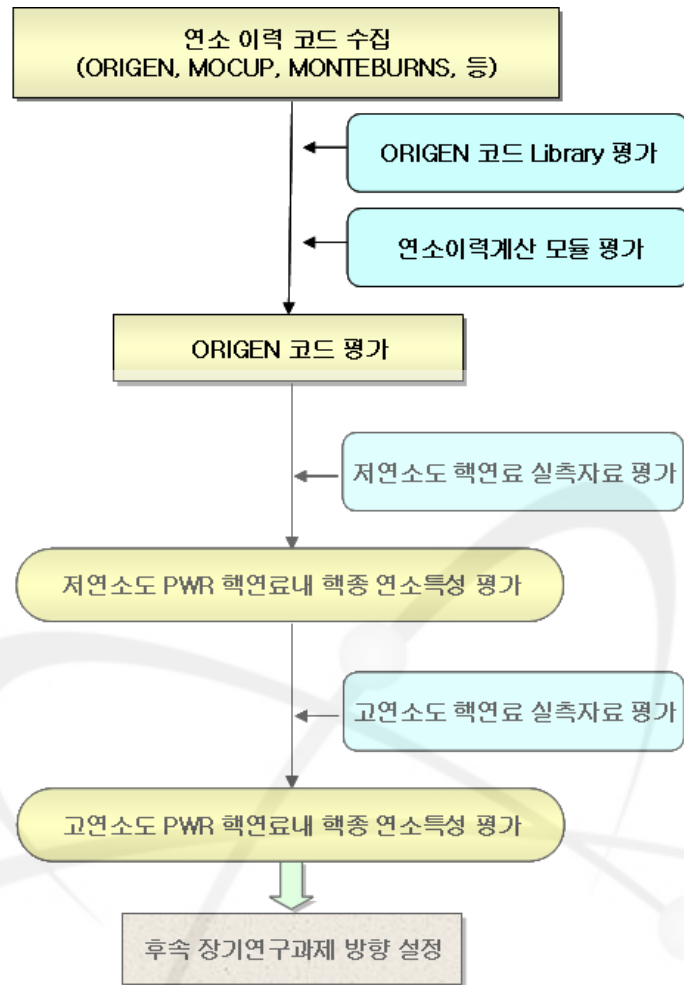 연소 이력 코드 수집
(ORIGEN, MOCUP, MONTEBURNS, 등)
ORIGEN 코드 Library 평가
연소이력계산 모듈 평가
ORIGEN 코드 평가
저연소도 핵연료 실측자료 평가
저연소도 PWR 핵연료내 핵종 연소특성 평가
고연소도 핵연료 실측자료 평가
고연소도 PWR 핵연료내 핵종 연소특성 평가
후속 장기연구과제 방향 설정